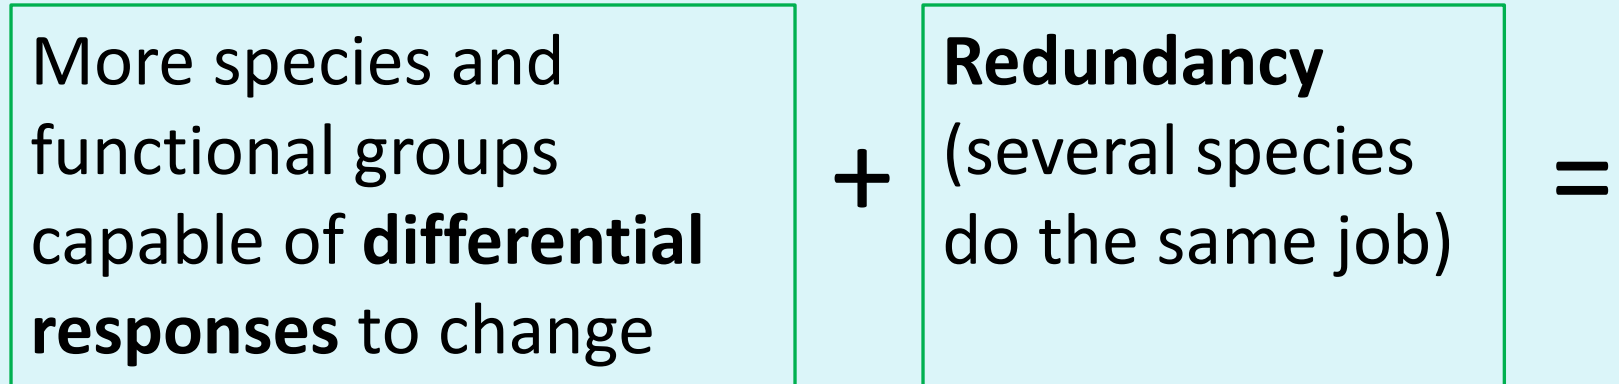 More species and
functional groups
capable of differential
responses to change
+
Redundancy
(several species
do the same job)
=